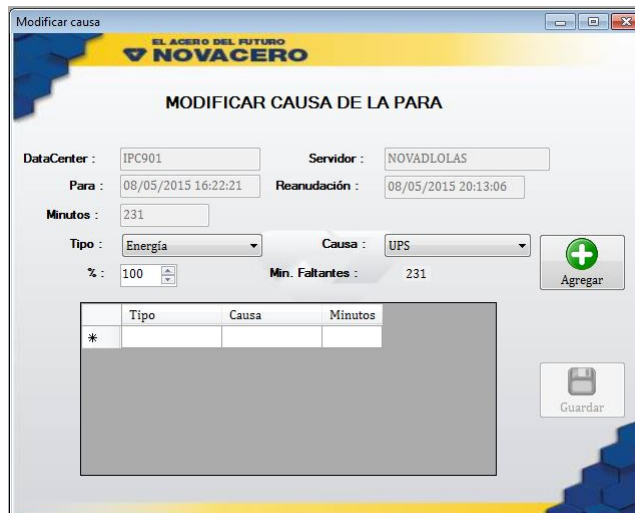 Modificar causa
EL ACERO DEL FUTURO
NOVACERO
MODIFICAR CAUSA DE LA PARA
DataCenter : IPC901 Servidor : NOVADLOLAS
Para : 08/05/2015 16:22:21 Reanudación : 08/05/2015 20:13:06
Minutos : 231
Tipo : Energía Causa : UPS
% : 100 Min. Faltantes : 231
Agregar
Tipo Causa Minutos
*
Guardar